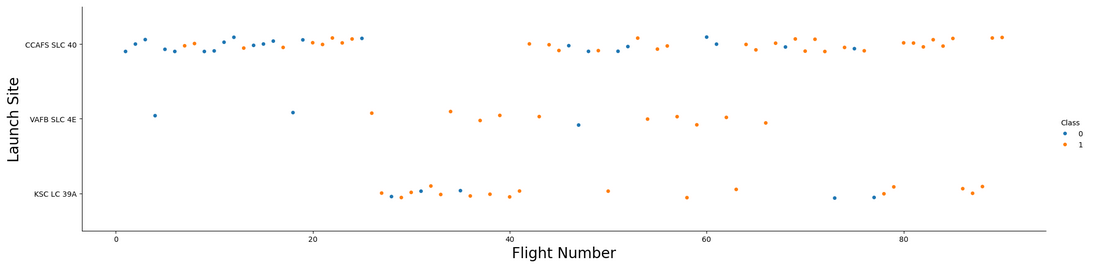 CCAFS SLC 40
VAFB SLC 4E
KSC LC 39A
Launch Site
0
20
40
60
80
Flight Number
Class
0
1